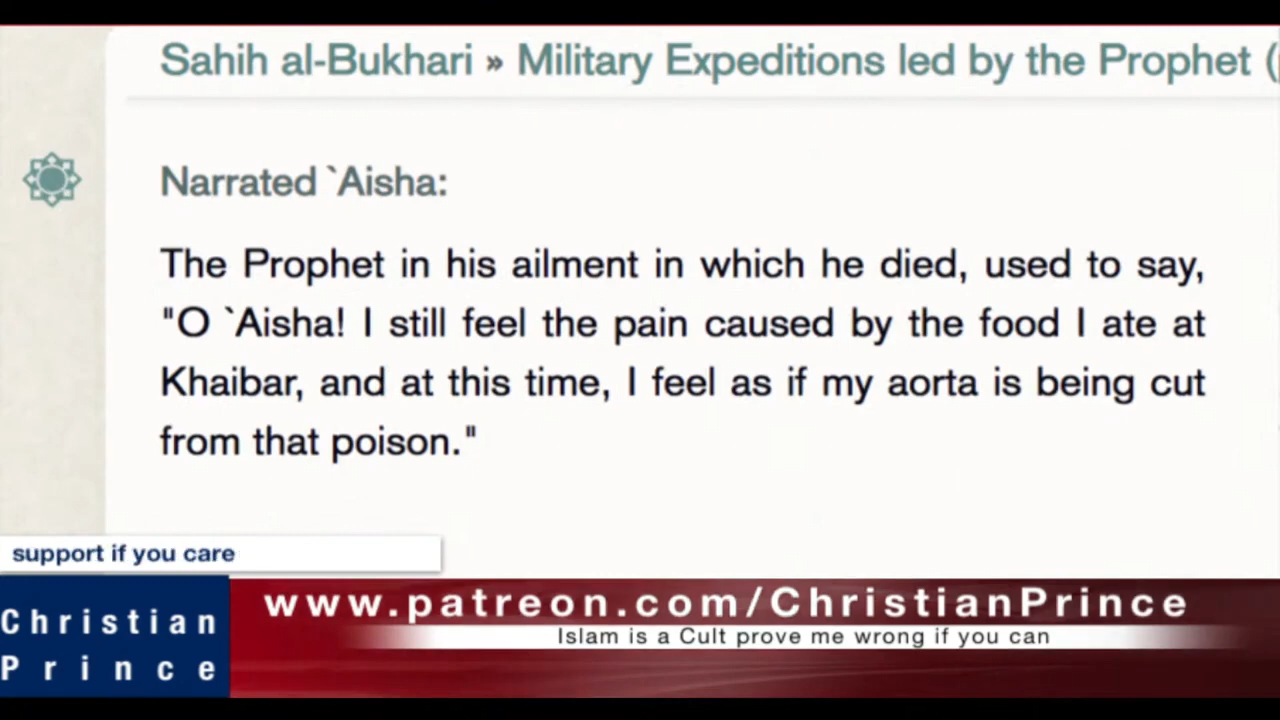 Sahih al-Bukhari » Military Expeditions led by the Prophet (
Narrated `Aisha:
The Prophet in his ailment in which he died, used to say,
"O `Aisha! I still feel the pain caused by the food I ate at
Khaibar, and at this time, I feel as if my aorta is being cut
from that poison."
support if you care
Christian
Prince
www.patreon.com/ChristianPrince
Islam is a Cult prove me wrong if you can